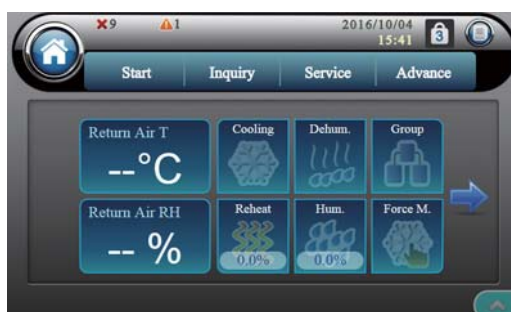 9 1 2016/10/04
15:41 3
Start Inquiry Service Advance
Return Air T Cooling Dehum. Group
--°C
Return Air RH Reheat Hum. Force M.
-- % 0.0% 0.0%